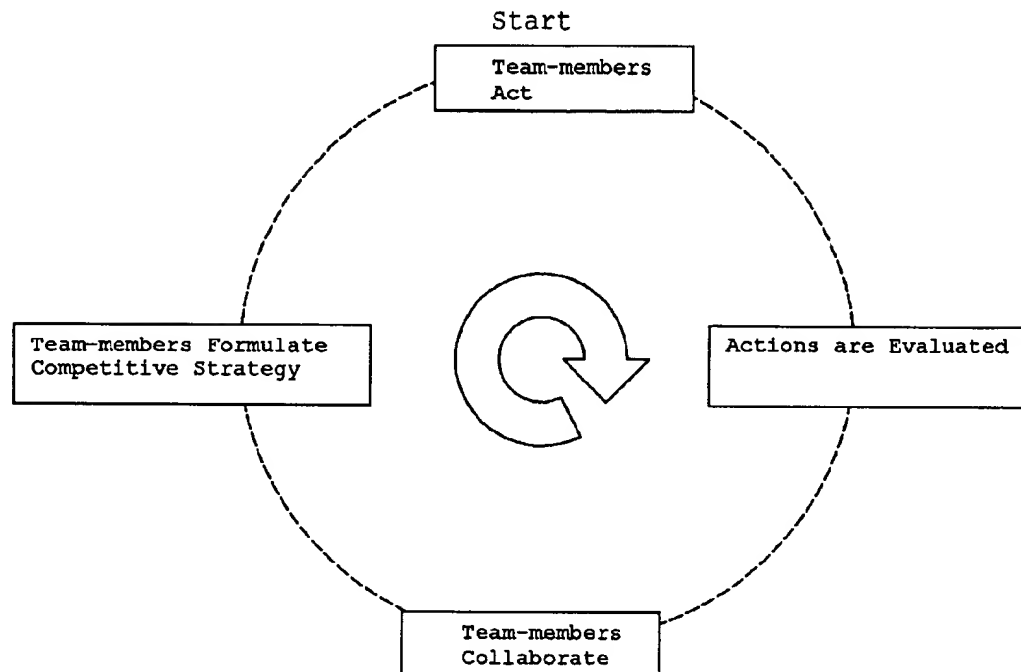 Start
Team-members
Act
Team-members Formulate
Competitive Strategy
Actions are Evaluated
Team-members
Collaborate